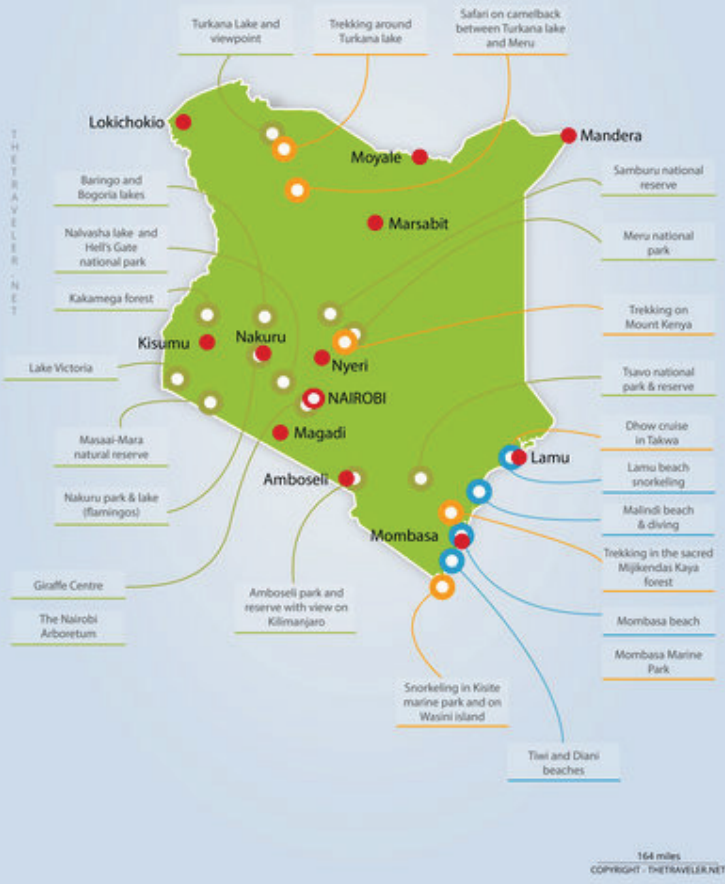 Turkana Lake and
viewpoint
Trekking around
Turkana lake
Safari on camelback
between Turkana lake
and Meru
Lokichokio
Moyale
Mandera
THETRAVELER.NET
Baringo and
Bogoria lakes
Samburu national
reserve
Marsabit
Nalvasha lake and
Hell's Gate
national park
Meru national
park
Kakamega forest
Trekking on
Mount Kenya
Kisumu
Nakuru
Nyeri
Lake Victoria
Tsavo national
park & reserve
NAIROBI
Masaai-Mara
natural reserve
Magadi
Dhow cruise
in Takwa
Lamu
Amboseli
Lamu beach
snorkeling
Nakuru park & lake
(flamingos)
Malindi beach
& diving
Mombasa
Trekking in the sacred
Mijikendas Kaya
forest
Giraffe Centre
Amboseli park and
reserve with view on
Kilimanjaro
The Nairobi
Arboretum
Mombasa beach
Mombasa Marine
Park
Snorkeling in Kisite
marine park and on
Wasini island
Tiwi and Diani
beaches
164 miles
COPYRIGHT - THETRAVELER.NET